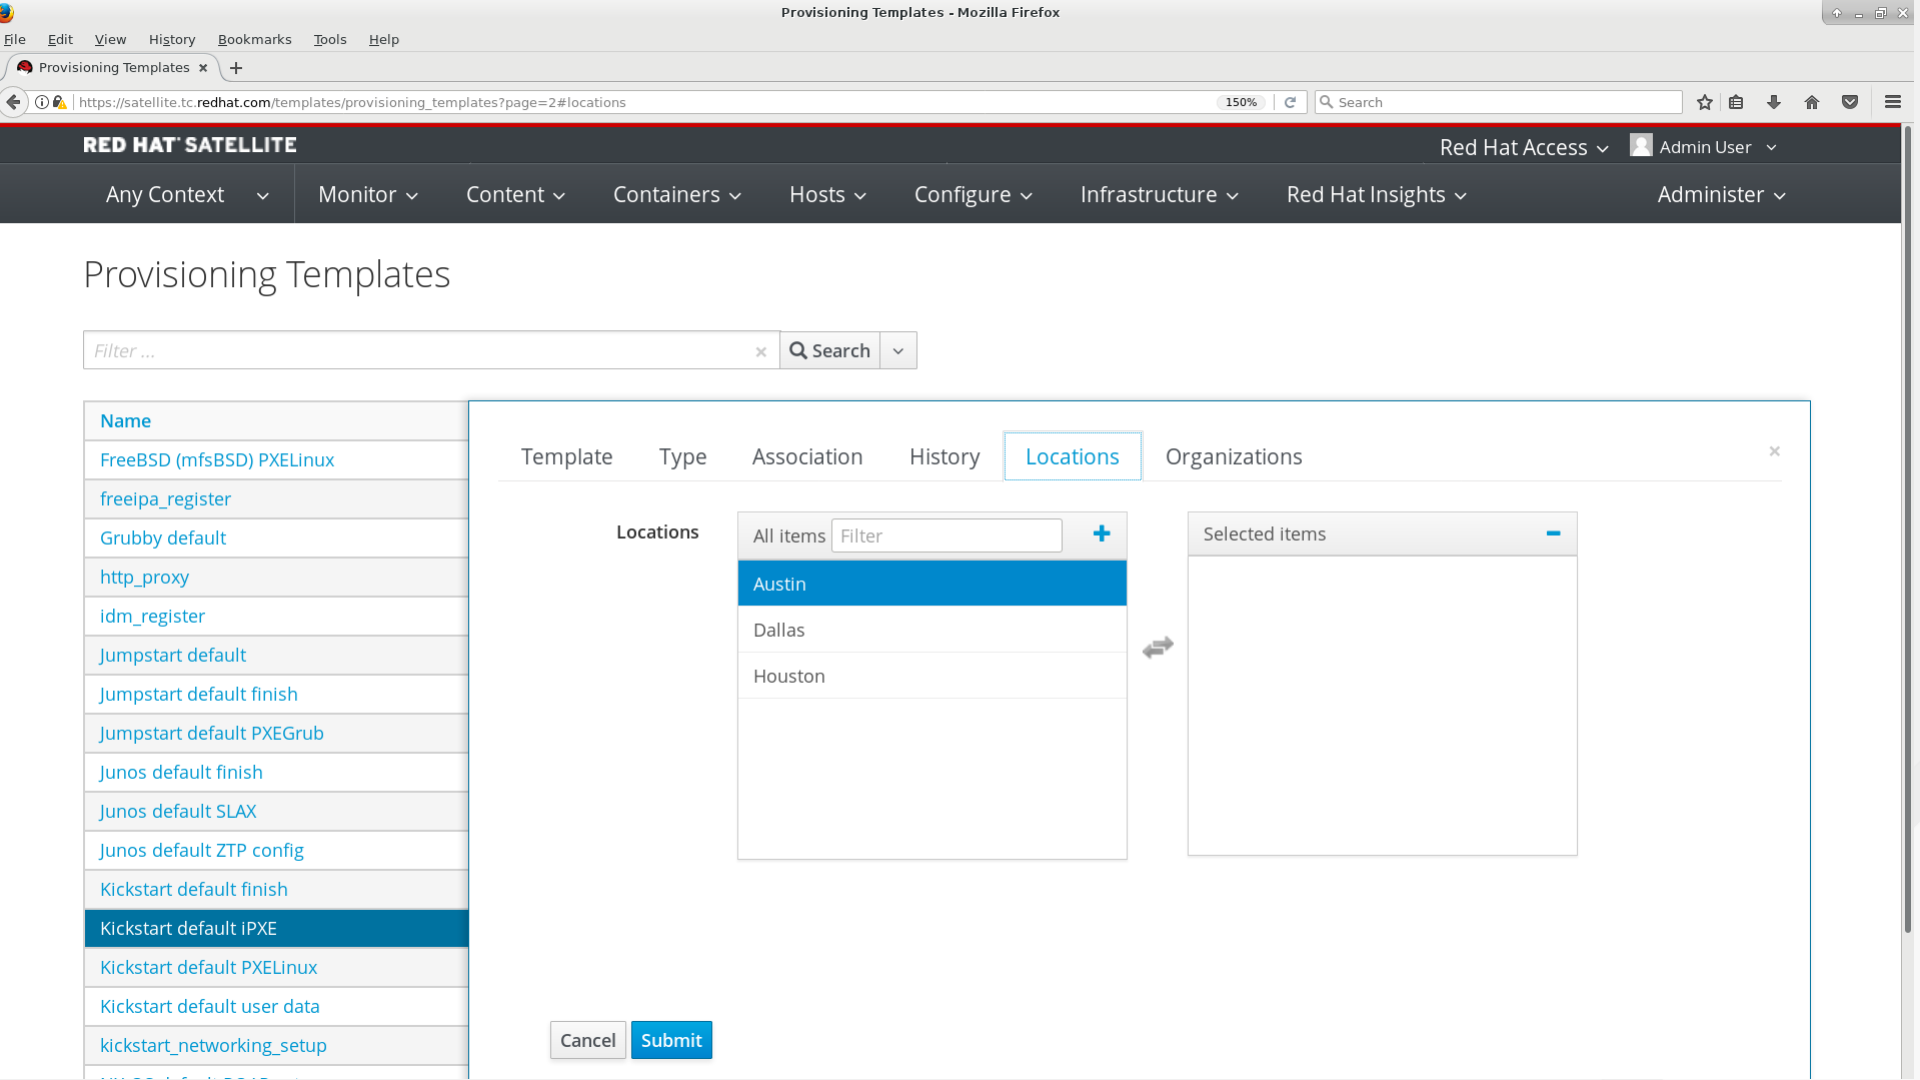 Provisioning Templates - Mozilla Firefox
File Edit View History Bookmarks Tools Help
Provisioning Templates
https://satellite.tc.redhat.com/templates/provisioning_templates?page=2#locations 150% Search
RED HAT SATELLITE Red Hat Access Admin User
Any Context Monitor Content Containers Hosts Configure Infrastructure Red Hat Insights Administer
Provisioning Templates
Filter ... Search
Name
FreeBSD (mfsBSD) PXELinux
freeipa_register
Grubby default
http_proxy
idm_register
Jumpstart default
Jumpstart default finish
Jumpstart default PXEGrub
Junos default finish
Junos default SLAX
Junos default ZTP config
Kickstart default finish
Kickstart default iPXE
Kickstart default PXELinux
Kickstart default user data
kickstart_networking_setup
Template Type Association History Locations Organizations
Locations All items Filter Selected items
Austin
Dallas
Houston
Cancel Submit